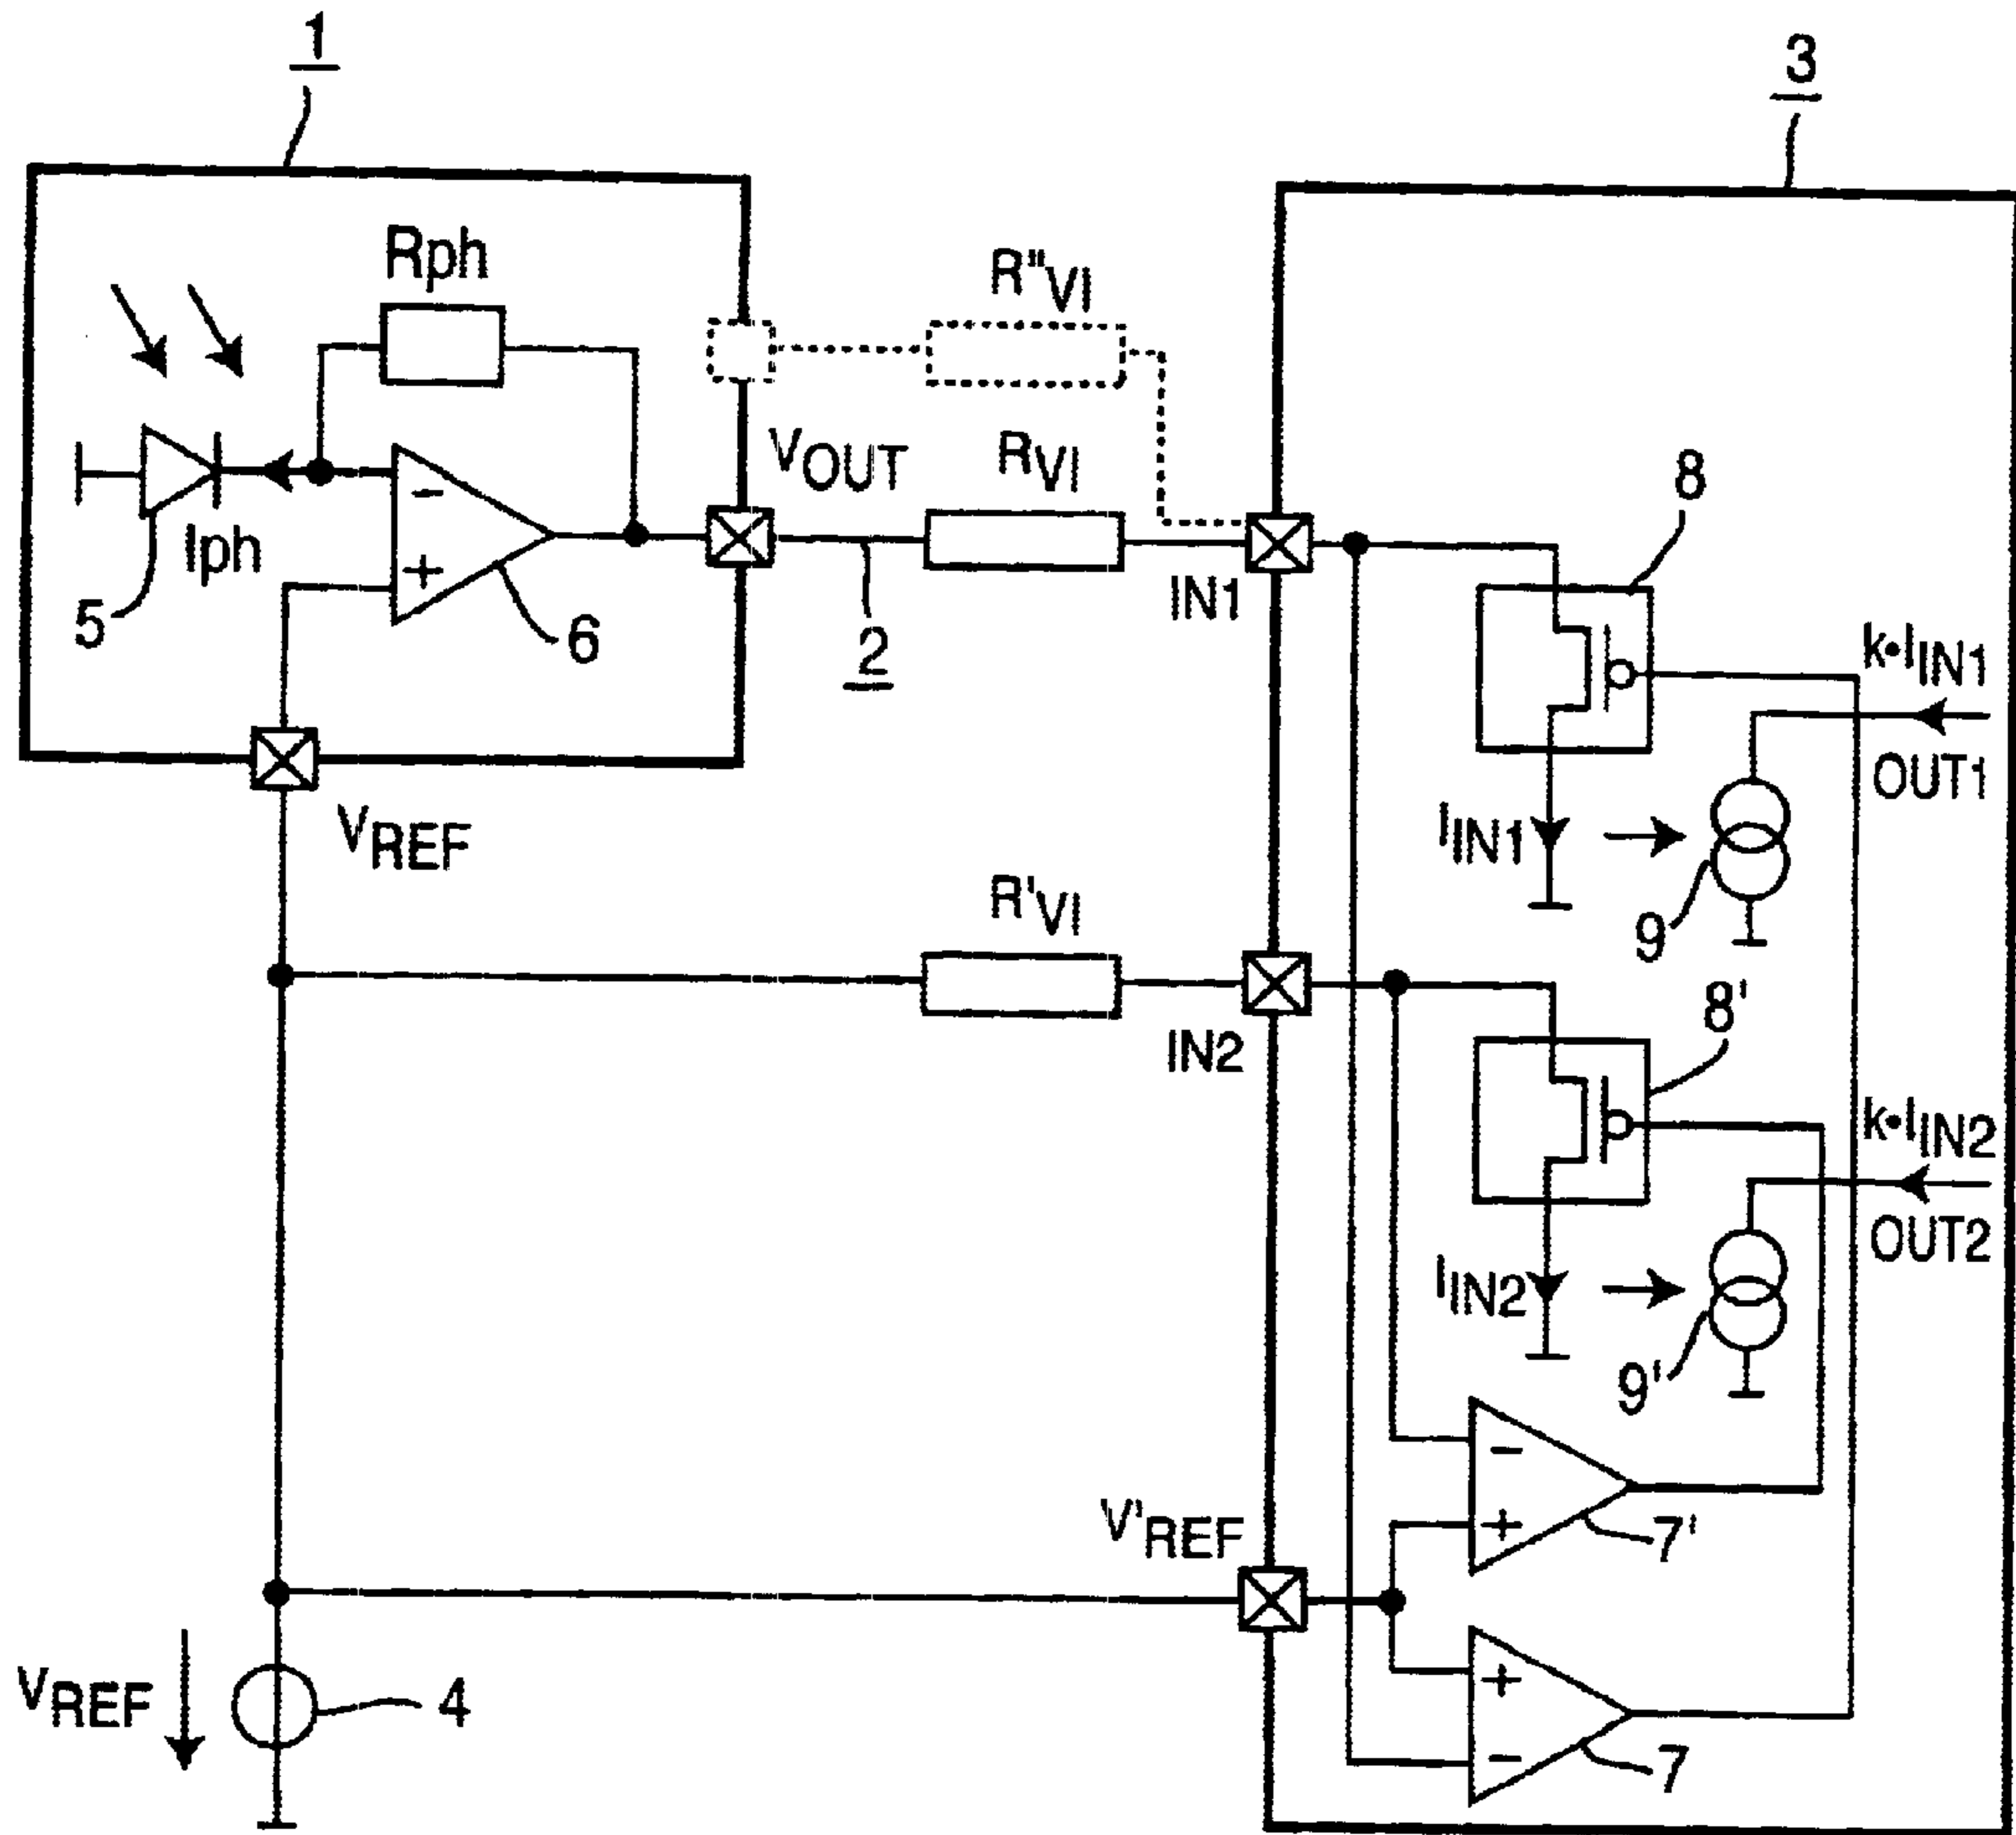 1
3
Rph
R"VI
VOUT
RVI
8
Iph
5
6
2
IN1
k•IIN1
OUT1
VREF
IIN1
9
R'VI
IN2
8'
k•IIN2
OUT2
IIN2
9'
V'REF
7'
VREF
4
7